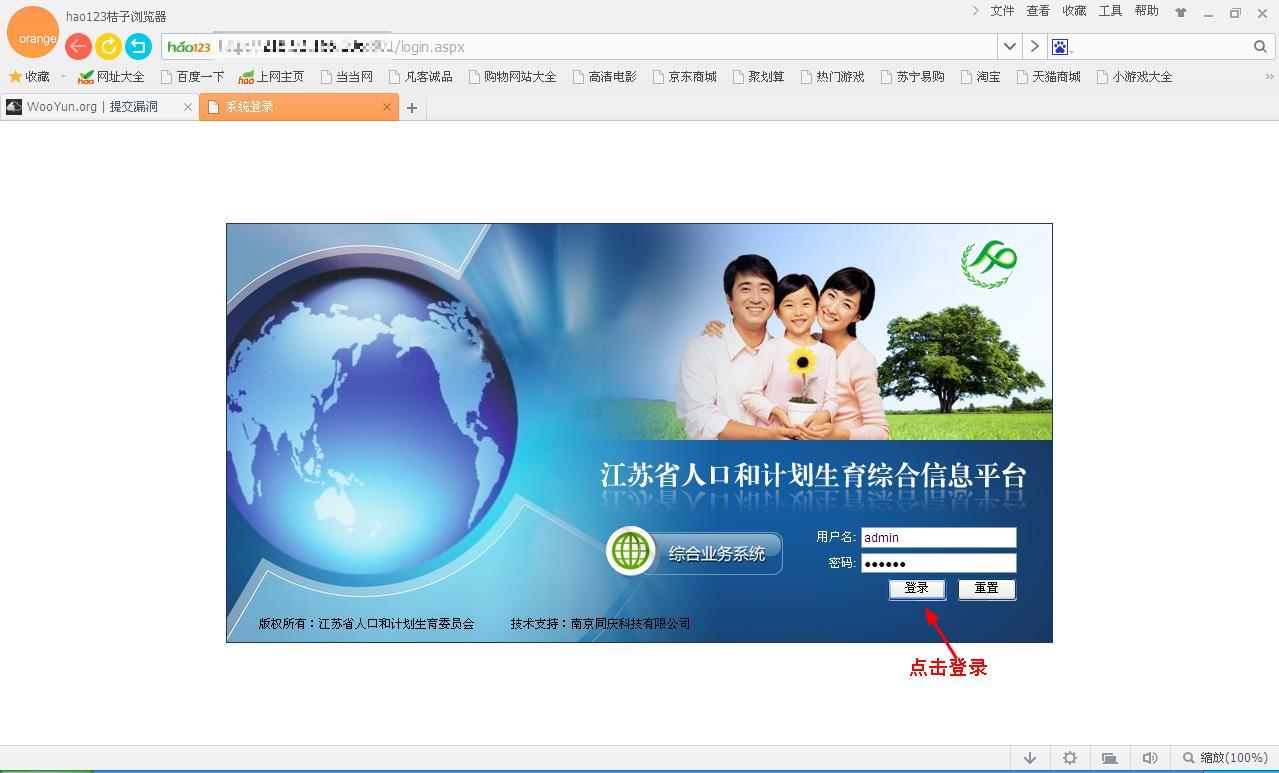 hao123桔子浏览器
文件 查看 收藏 工具 帮助
orange
hao123 /login.aspx
收藏 网址大全 百度一下 hao 上网主页 当当网 凡客诚品 购物网站大全 高清电影 京东商城 聚划算 热门游戏 苏宁易购 淘宝 天猫商城 小游戏大全
WooYun.org | 提交漏洞 系统登录
江苏省人口和计划生育综合信息平台
综合业务系统
用户名: admin
密码: ●●●●●●
登录 重置
版权所有：江苏省人口和计划生育委员会 技术支持：南京同庆科技有限公司
点击登录
缩放(100%)